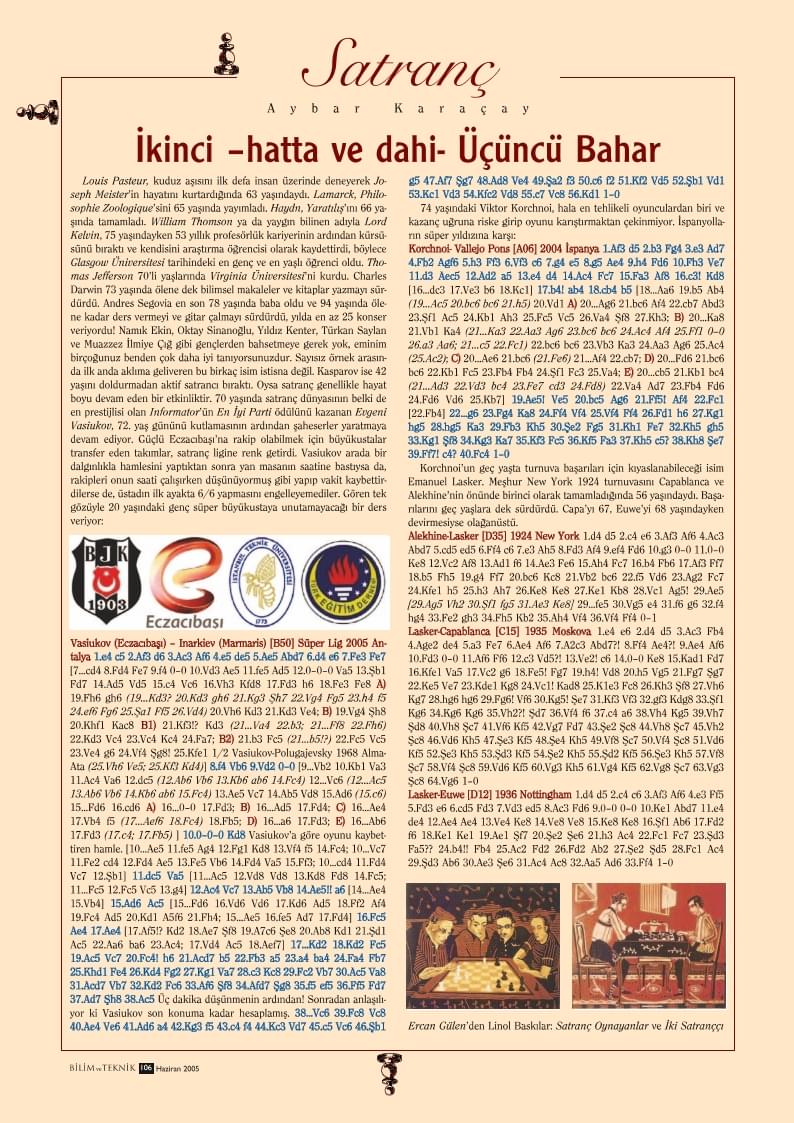 Satranç
Aybar Karaçay
İkinci –hatta ve dahi- Üçüncü Bahar
Louis Pasteur, kuduz aşısını ilk defa insan üzerinde deneyerek Jo-
seph Meister'in hayatını kurtardığında 63 yaşındaydı. Lamarck, Philo-
sophie Zoologique'sini 65 yaşında yayımladı. Haydn, Yaratılış'ını 66 ya-
şında tamamladı. William Thomson ya da yaygın bilinen adıyla Lord
Kelvin, 75 yaşındayken 53 yıllık profesörlük kariyerinin ardından kürsü-
sünü bıraktı ve kendisini araştırma öğrencisi olarak kaydettirdi, böylece
Glasgow Üniversitesi tarihindeki en genç ve en yaşlı öğrenci oldu. Tho-
mas Jefferson 70'li yaşlarında Virginia Üniversitesi'ni kurdu. Charles
Darwin 73 yaşında ölene dek bilimsel makaleler ve kitaplar yazmayı sür-
dürdü. Andres Segovia en son 78 yaşında baba oldu ve 94 yaşında öle-
ne kadar ders vermeyi ve gitar çalmayı sürdürdü, yılda en az 25 konser
veriyordu! Namık Ekin, Oktay Sinanoğlu, Yıldız Kenter, Türkan Saylan
ve Muazzez İlmiye Çığ gibi gençlerden bahsetmeye gerek yok, eminim
birçoğunuz benden çok daha iyi tanıyorsunuzdur. Sayısız örnek arasın-
da ilk anda aklıma geliveren bu birkaç isim istisna değil. Kasparov ise 42
yaşını doldurmadan aktif satrancı bıraktı. Oysa satranç genellikle hayat
boyu devam eden bir etkinliktir. 70 yaşında satranç dünyasının belki de
en prestijlisi olan Informator'ün En İyi Parti ödülünü kazanan Evgeni
Vasiukov, 72. yaş gününü kutlamasının ardından şaheserler yaratmaya
devam ediyor. Güçlü Eczacıbaşı'na rakip olabilmek için büyükustalar
transfer eden takımlar, satranç ligine renk getirdi. Vasiukov arada bir
dalgınlıkla hamlesini yaptıktan sonra yan masanın saatine bastıysa da,
rakipleri onun saati çalışırken düşünüyormuş gibi yapıp vakit kaybettir-
dilerse de, üstadın ilk ayakta 6/6 yapmasını engelleyemediler. Gören tek
gözüyle 20 yaşındaki genç süper büyükustaya unutamayacağı bir ders
veriyor:
BJK
1903
Eczacıbaşı
İSTANBUL TEKNİK ÜNİVERSİTESİ
1773
TÜRK EĞİTİM DERNEĞİ
Vasiukov (Eczacıbaşı) – Inarkiev (Marmaris) [B50] Süper Lig 2005 An-
talya 1.e4 c5 2.Af3 d6 3.Ac3 Af6 4.e5 de5 5.Ae5 Abd7 6.d4 e6 7.Fe3 Fe7
[7...cd4 8.Fd4 Fe7 9.f4 0-0 10.Vd3 Ae5 11.fe5 Ad5 12.0-0-0 Va5 13.Şb1
Fd7 14.Ad5 Vd5 15.c4 Vc6 16.Vh3 Kfd8 17.Fd3 h6 18.Fe3 Fe8 A)
19.Fh6 gh6 (19...Kd3? 20.Kd3 gh6 21.Kg3 Şh7 22.Vg4 Fg5 23.h4 f5
24.ef6 Fg6 25.Şa1 Ff5 26.Vd4) 20.Vh6 Kd3 21.Kd3 Ve4; B) 19.Vg4 Şh8
20.Khf1 Kac8 B1) 21.Kf3!? Kd3 (21...Va4 22.b3; 21...Ff8 22.Fh6)
22.Kd3 Vc4 23.Vc4 Kc4 24.Fa7; B2) 21.b3 Fc5 (21...b5!?) 22.Fc5 Vc5
23.Ve4 g6 24.Vf4 Şg8! 25.Kfe1 1/2 Vasiukov-Polugajevsky 1968 Alma-
Ata (25.Vh6 Ve5; 25.Kf3 Kd4)] 8.f4 Vb6 9.Vd2 0-0 [9...Vb2 10.Kb1 Va3
11.Ac4 Va6 12.dc5 (12.Ab6 Vb6 13.Kb6 ab6 14.Fc4) 12...Vc6 (12...Ac5
13.Ab6 Vb6 14.Kb6 ab6 15.Fc4) 13.Ae5 Vc7 14.Ab5 Vd8 15.Ad6 (15.c6)
15...Fd6 16.cd6 A) 16...0-0 17.Fd3; B) 16...Ad5 17.Fd4; C) 16...Ae4
17.Vb4 f5 (17...Aef6 18.Fc4) 18.Fb5; D) 16...a6 17.Fd3; E) 16...Ab6
17.Fd3 (17.c4; 17.Fb5) ] 10.0-0-0 Kd8 Vasiukov'a göre oyunu kaybet-
tiren hamle. [10...Ae5 11.fe5 Ag4 12.Fg1 Kd8 13.Vf4 f5 14.Fc4; 10...Vc7
11.Fe2 cd4 12.Fd4 Ae5 13.Fe5 Vb6 14.Fd4 Va5 15.Ff3; 10...cd4 11.Fd4
Vc7 12.Şb1] 11.dc5 Va5 [11...Ac5 12.Vd8 Vd8 13.Kd8 Fd8 14.Fc5;
11...Fc5 12.Fc5 Vc5 13.g4] 12.Ac4 Vc7 13.Ab5 Vb8 14.Ae5!! a6 [14...Ae4
15.Vb4] 15.Ad6 Ac5 [15...Fd6 16.Vd6 Vd6 17.Kd6 Ad5 18.Ff2 Af4
19.Fc4 Ad5 20.Kd1 A5f6 21.Fh4; 15...Ae5 16.fe5 Ad7 17.Fd4] 16.Fc5
Ae4 17.Ae4 [17.Af5!? Kd2 18.Ae7 Şf8 19.A7c6 Şe8 20.Ab8 Kd1 21.Şd1
Ac5 22.Aa6 ba6 23.Ac4; 17.Vd4 Ac5 18.Aef7] 17...Kd2 18.Kd2 Fc5
19.Ac5 Vc7 20.Fc4! h6 21.Acd7 b5 22.Fb3 a5 23.a4 ba4 24.Fa4 Fb7
25.Khd1 Fe4 26.Kd4 Fg2 27.Kg1 Va7 28.c3 Kc8 29.Fc2 Vb7 30.Ac5 Va8
31.Acd7 Vb7 32.Kd2 Fc6 33.Af6 Şf8 34.Afd7 Şg8 35.f5 ef5 36.Ff5 Fd7
37.Ad7 Şh8 38.Ac5 Üç dakika düşünmenin ardından! Sonradan anlaşılı-
yor ki Vasiukov son konuma kadar hesaplamış. 38...Vc6 39.Fc8 Vc8
40.Ae4 Ve6 41.Ad6 a4 42.Kg3 f5 43.c4 f4 44.Kc3 Vd7 45.c5 Vc6 46.Şb1
g5 47.Af7 Şg7 48.Ad8 Ve4 49.Şa2 f3 50.c6 f2 51.Kf2 Vd5 52.Şb1 Vd1
53.Kc1 Vd3 54.Kfc2 Vd8 55.c7 Vc8 56.Kd1 1-0
74 yaşındaki Viktor Korchnoi, hala en tehlikeli oyunculardan biri ve
kazanç uğruna riske girip oyunu karıştırmaktan çekinmiyor. İspanyolla-
rın süper yıldızına karşı:
Korchnoi- Vallejo Pons [A06] 2004 İspanya 1.Af3 d5 2.b3 Fg4 3.e3 Ad7
4.Fb2 Agf6 5.h3 Ff3 6.Vf3 c6 7.g4 e5 8.g5 Ae4 9.h4 Fd6 10.Fh3 Ve7
11.d3 Aec5 12.Ad2 a5 13.e4 d4 14.Ac4 Fc7 15.Fa3 Af8 16.c3! Kd8
[16...dc3 17.Ve3 b6 18.Kc1] 17.b4! ab4 18.cb4 b5 [18...Aa6 19.b5 Ab4
(19...Ac5 20.bc6 bc6 21.h5) 20.Vd1 A) 20...Ag6 21.bc6 Af4 22.cb7 Abd3
23.Şf1 Ac5 24.Kb1 Ah3 25.Fc5 Vc5 26.Va4 Şf8 27.Kh3; B) 20...Ka8
21.Vb1 Ka4 (21...Ka3 22.Aa3 Ag6 23.bc6 bc6 24.Ac4 Af4 25.Ff1 0-0
26.a3 Aa6; 21...c5 22.Fc1) 22.bc6 bc6 23.Vb3 Ka3 24.Aa3 Ag6 25.Ac4
(25.Ac2); C) 20...Ae6 21.bc6 (21.Fe6) 21...Af4 22.cb7; D) 20...Fd6 21.bc6
bc6 22.Kb1 Fc5 23.Fb4 Fb4 24.Şf1 Fc3 25.Va4; E) 20...cb5 21.Kb1 bc4
(21...Ad3 22.Vd3 bc4 23.Fe7 cd3 24.Fd8) 22.Va4 Ad7 23.Fb4 Fd6
24.Fd6 Vd6 25.Kb7] 19.Ae5! Ve5 20.bc5 Ag6 21.Ff5! Af4 22.Fc1
[22.Fb4] 22...g6 23.Fg4 Ka8 24.Ff4 Vf4 25.Vf4 Ff4 26.Fd1 h6 27.Kg1
hg5 28.hg5 Ka3 29.Fb3 Kh5 30.Şe2 Fg5 31.Kh1 Fe7 32.Kh5 gh5
33.Kg1 Şf8 34.Kg3 Ka7 35.Kf3 Fc5 36.Kf5 Fa3 37.Kh5 c5? 38.Kh8 Şe7
39.Ff7! c4? 40.Fc4 1-0
Korchnoi'un geç yaşta turnuva başarıları için kıyaslanabileceği isim
Emanuel Lasker. Meşhur New York 1924 turnuvasını Capablanca ve
Alekhine'in önünde birinci olarak tamamladığında 56 yaşındaydı. Başa-
rılarını geç yaşlara dek sürdürdü. Capa'yı 67, Euwe'yi 68 yaşındayken
devirmesiyse olağanüstü.
Alekhine-Lasker [D35] 1924 New York 1.d4 d5 2.c4 e6 3.Af3 Af6 4.Ac3
Abd7 5.cd5 ed5 6.Ff4 c6 7.e3 Ah5 8.Fd3 Af4 9.ef4 Fd6 10.g3 0-0 11.0-0
Ke8 12.Vc2 Af8 13.Ad1 f6 14.Ae3 Fe6 15.Ah4 Fc7 16.b4 Fb6 17.Af3 Ff7
18.b5 Fh5 19.g4 Ff7 20.bc6 Kc8 21.Vb2 bc6 22.f5 Vd6 23.Ag2 Fc7
24.Kfe1 h5 25.h3 Ah7 26.Ke8 Ke8 27.Ke1 Kb8 28.Vc1 Ag5! 29.Ae5
[29.Ag5 Vh2 30.Şf1 fg5 31.Ae3 Ke8] 29...fe5 30.Vg5 e4 31.f6 g6 32.f4
hg4 33.Fe2 gh3 34.Fh5 Kb2 35.Ah4 Vf4 36.Vf4 Ff4 0-1
Lasker-Capablanca [C15] 1935 Moskova 1.e4 e6 2.d4 d5 3.Ac3 Fb4
4.Age2 de4 5.a3 Fe7 6.Ae4 Af6 7.A2c3 Abd7?! 8.Ff4 Ae4?! 9.Ae4 Af6
10.Fd3 0-0 11.Af6 Ff6 12.c3 Vd5?! 13.Ve2! c6 14.0-0 Ke8 15.Kad1 Fd7
16.Kfe1 Va5 17.Vc2 g6 18.Fe5! Fg7 19.h4! Vd8 20.h5 Vg5 21.Fg7 Şg7
22.Ke5 Ve7 23.Kde1 Kg8 24.Vc1! Kad8 25.K1e3 Fc8 26.Kh3 Şf8 27.Vh6
Kg7 28.hg6 hg6 29.Fg6! Vf6 30.Kg5! Şe7 31.Kf3 Vf3 32.gf3 Kdg8 33.Şf1
Kg6 34.Kg6 Kg6 35.Vh2?! Şd7 36.Vf4 f6 37.c4 a6 38.Vh4 Kg5 39.Vh7
Şd8 40.Vh8 Şc7 41.Vf6 Kf5 42.Vg7 Fd7 43.Şe2 Şc8 44.Vh8 Şc7 45.Vh2
Şc8 46.Vd6 Kh5 47.Şe3 Kf5 48.Şe4 Kh5 49.Vf8 Şc7 50.Vf4 Şc8 51.Vd6
Kf5 52.Şe3 Kh5 53.Şd3 Kf5 54.Şe2 Kh5 55.Şd2 Kf5 56.Şe3 Kh5 57.Vf8
Şc7 58.Vf4 Şc8 59.Vd6 Kf5 60.Vg3 Kh5 61.Vg4 Kf5 62.Vg8 Şc7 63.Vg3
Şc8 64.Vg6 1-0
Lasker-Euwe [D12] 1936 Nottingham 1.d4 d5 2.c4 c6 3.Af3 Af6 4.e3 Ff5
5.Fd3 e6 6.cd5 Fd3 7.Vd3 ed5 8.Ac3 Fd6 9.0-0 0-0 10.Ke1 Abd7 11.e4
de4 12.Ae4 Ae4 13.Ve4 Ke8 14.Ve8 Ve8 15.Ke8 Ke8 16.Şf1 Ab6 17.Fd2
f6 18.Ke1 Ke1 19.Ae1 Şf7 20.Şe2 Şe6 21.h3 Ac4 22.Fc1 Fc7 23.Şd3
Fa5?? 24.b4!! Fb4 25.Ac2 Fd2 26.Fd2 Ab2 27.Şe2 Şd5 28.Fc1 Ac4
29.Şd3 Ab6 30.Ae3 Şe6 31.Ac4 Ac8 32.Aa5 Ad6 33.Ff4 1-0
Ercan Gülen'den Linol Baskılar: Satranç Oynayanlar ve İki Satrançcı
BİLİM ve TEKNİK 106 Haziran 2005